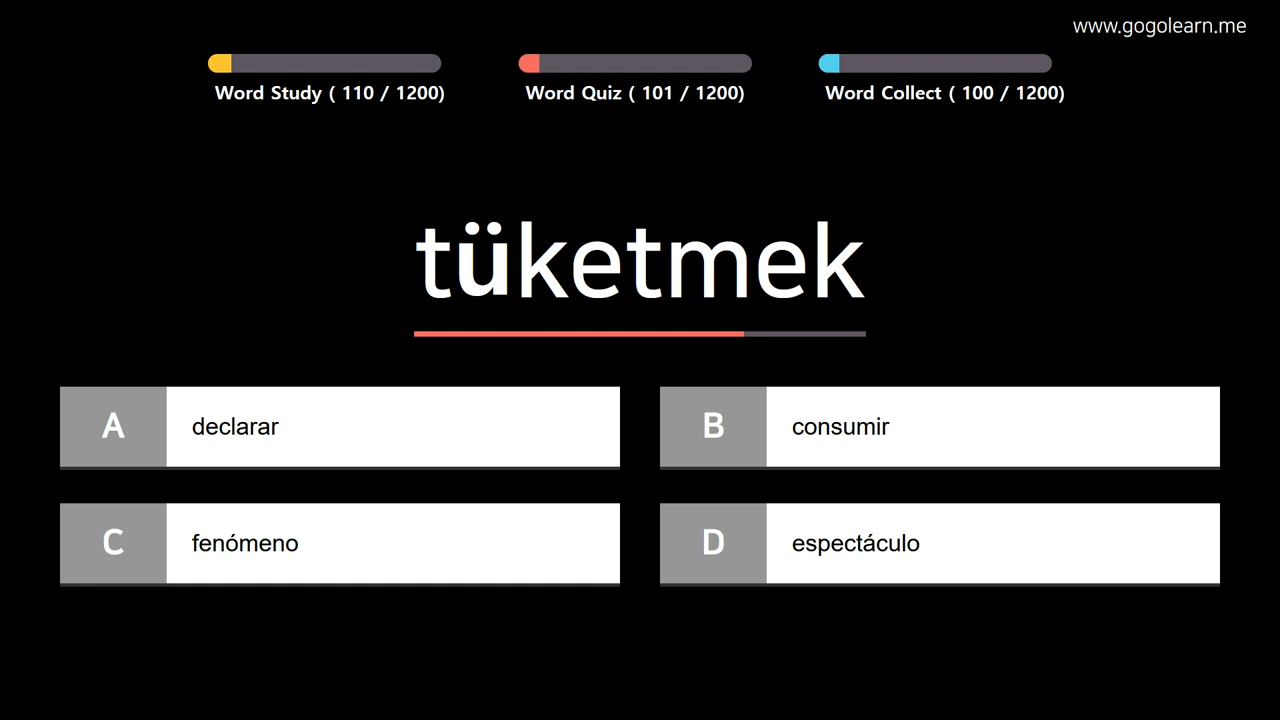 www.gogolearn.me
Word Study ( 110 / 1200)
Word Quiz ( 101 / 1200)
Word Collect ( 100 / 1200)
tüketmek
A
declarar
B
consumir
C
fenómeno
D
espectáculo